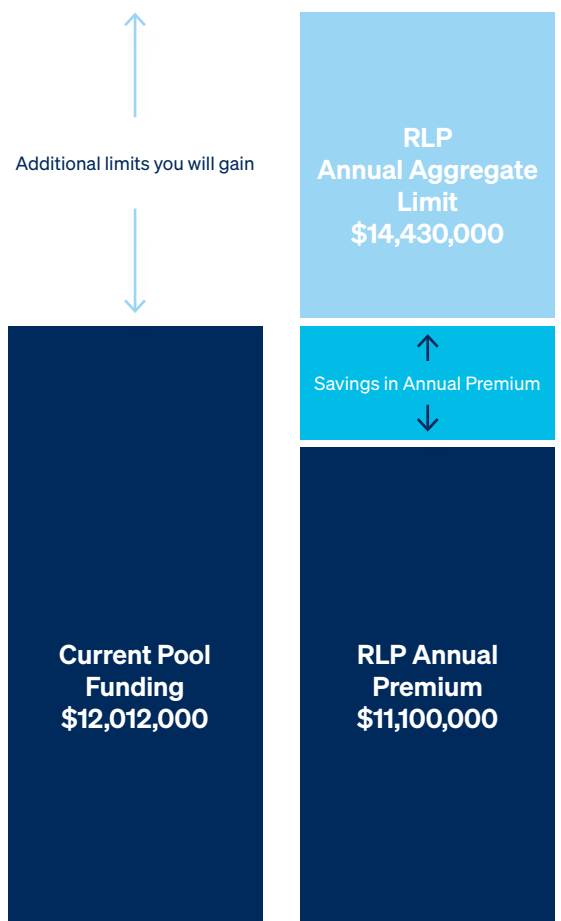 Additional limits you will gain
RLP
Annual Aggregate
Limit
$14,430,000
Savings in Annual Premium
Current Pool
Funding
$12,012,000
RLP Annual
Premium
$11,100,000